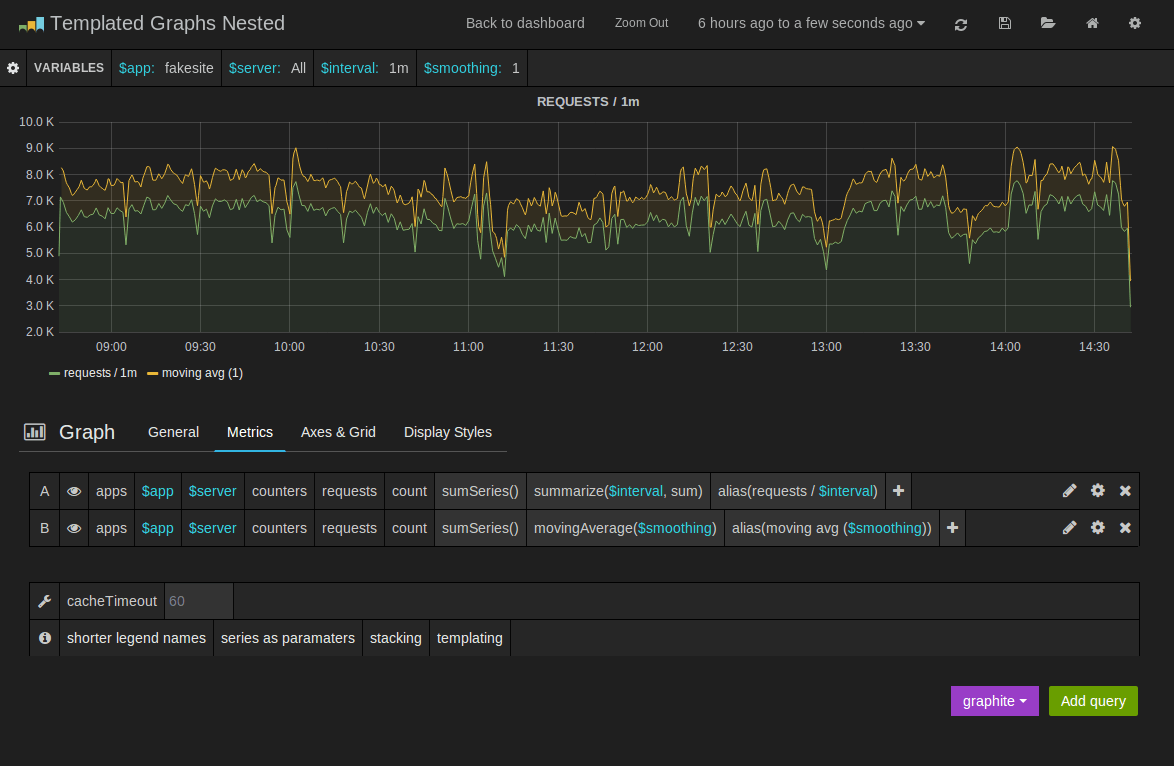 Templated Graphs Nested Back to dashboard Zoom Out 6 hours ago to a few seconds ago
VARIABLES $app: fakesite $server: All $interval: 1m $smoothing: 1
REQUESTS / 1m
10.0 K
9.0 K
8.0 K
7.0 K
6.0 K
5.0 K
4.0 K
3.0 K
2.0 K
09:00 09:30 10:00 10:30 11:00 11:30 12:00 12:30 13:00 13:30 14:00 14:30
requests / 1m moving avg (1)
Graph General Metrics Axes & Grid Display Styles
A apps $app $server counters requests count sumSeries() summarize($interval, sum) alias(requests / $interval)
B apps $app $server counters requests count sumSeries() movingAverage($smoothing) alias(moving avg ($smoothing))
cacheTimeout 60
shorter legend names series as paramaters stacking templating
graphite Add query